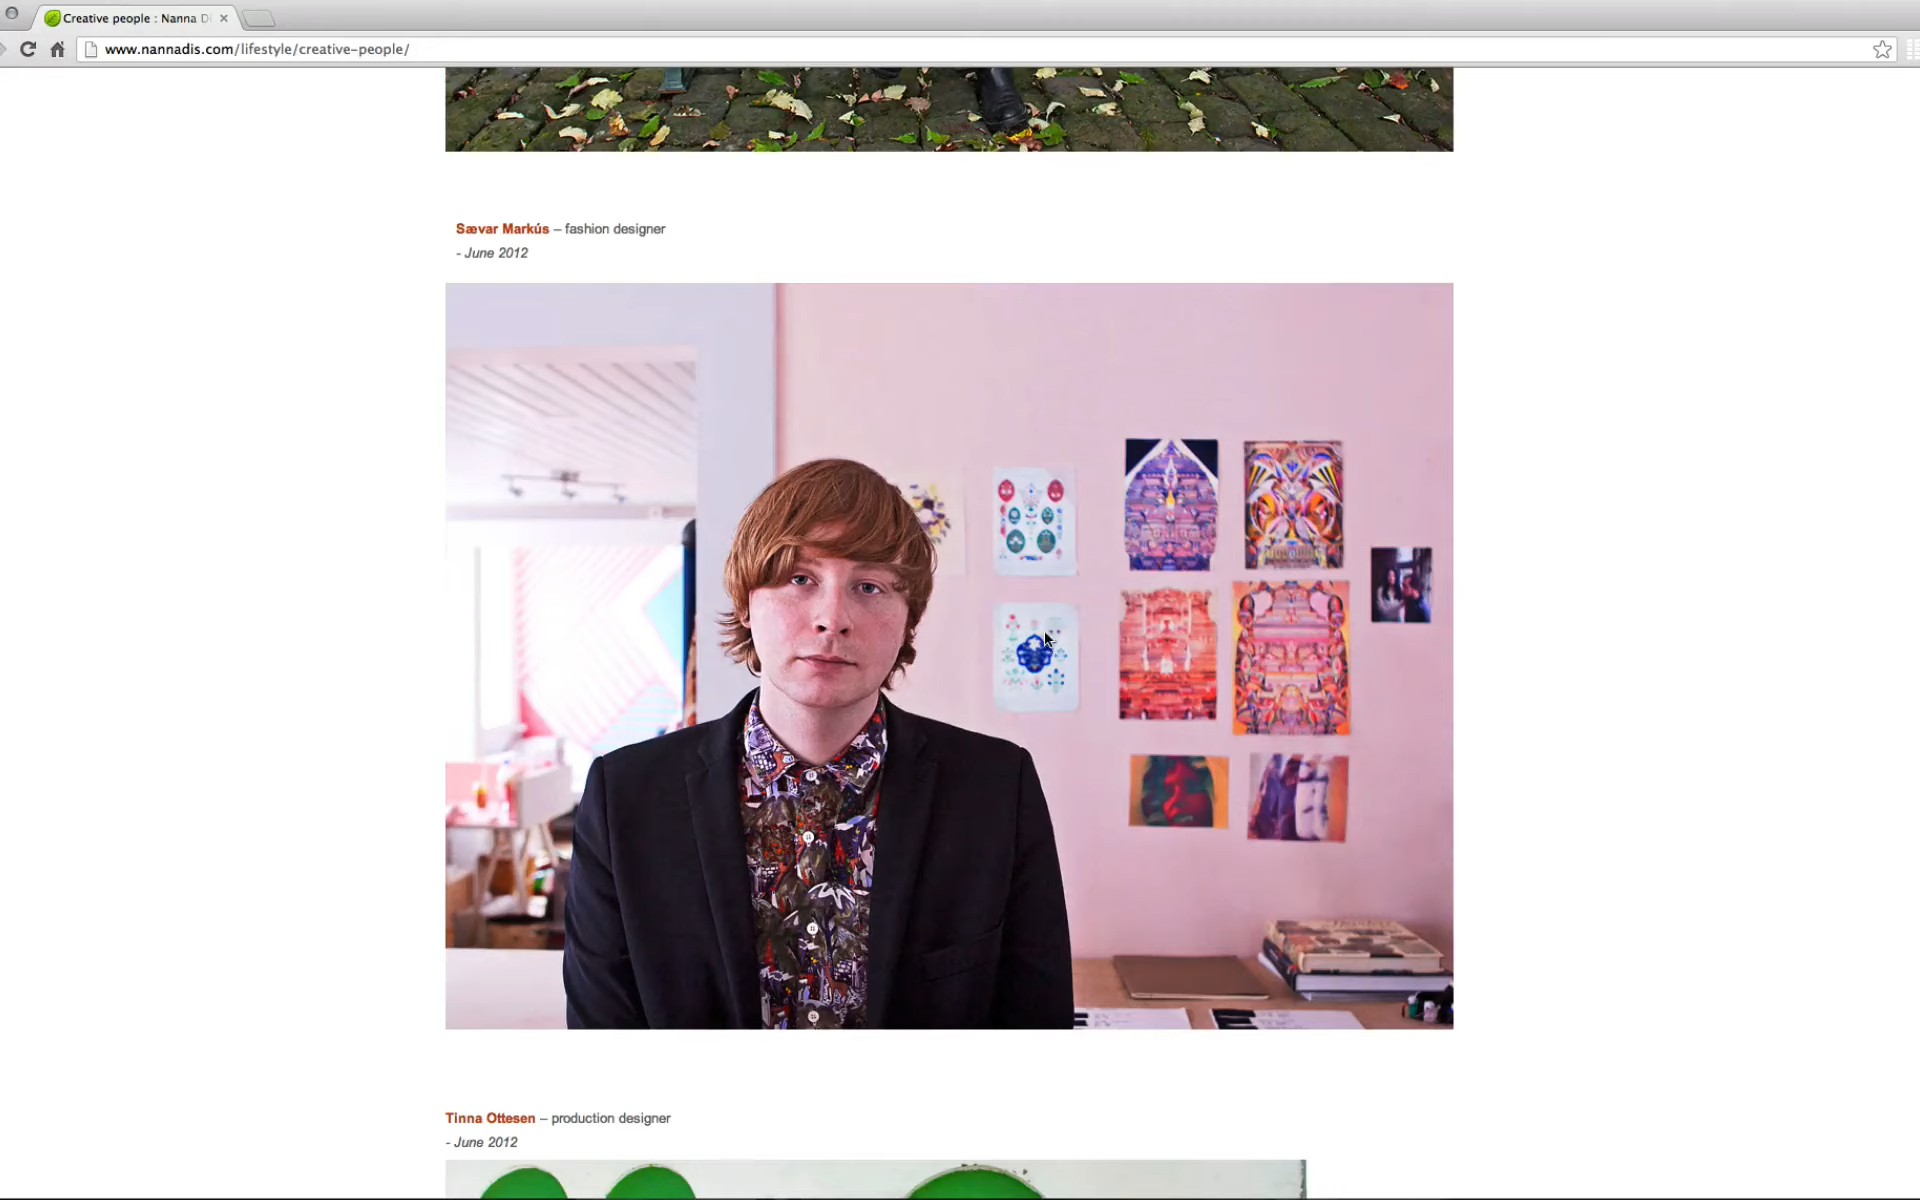 Creative people : Nanna D
www.nannadis.com/lifestyle/creative-people/
Sævar Markús – fashion designer
- June 2012
Tinna Ottesen – production designer
- June 2012